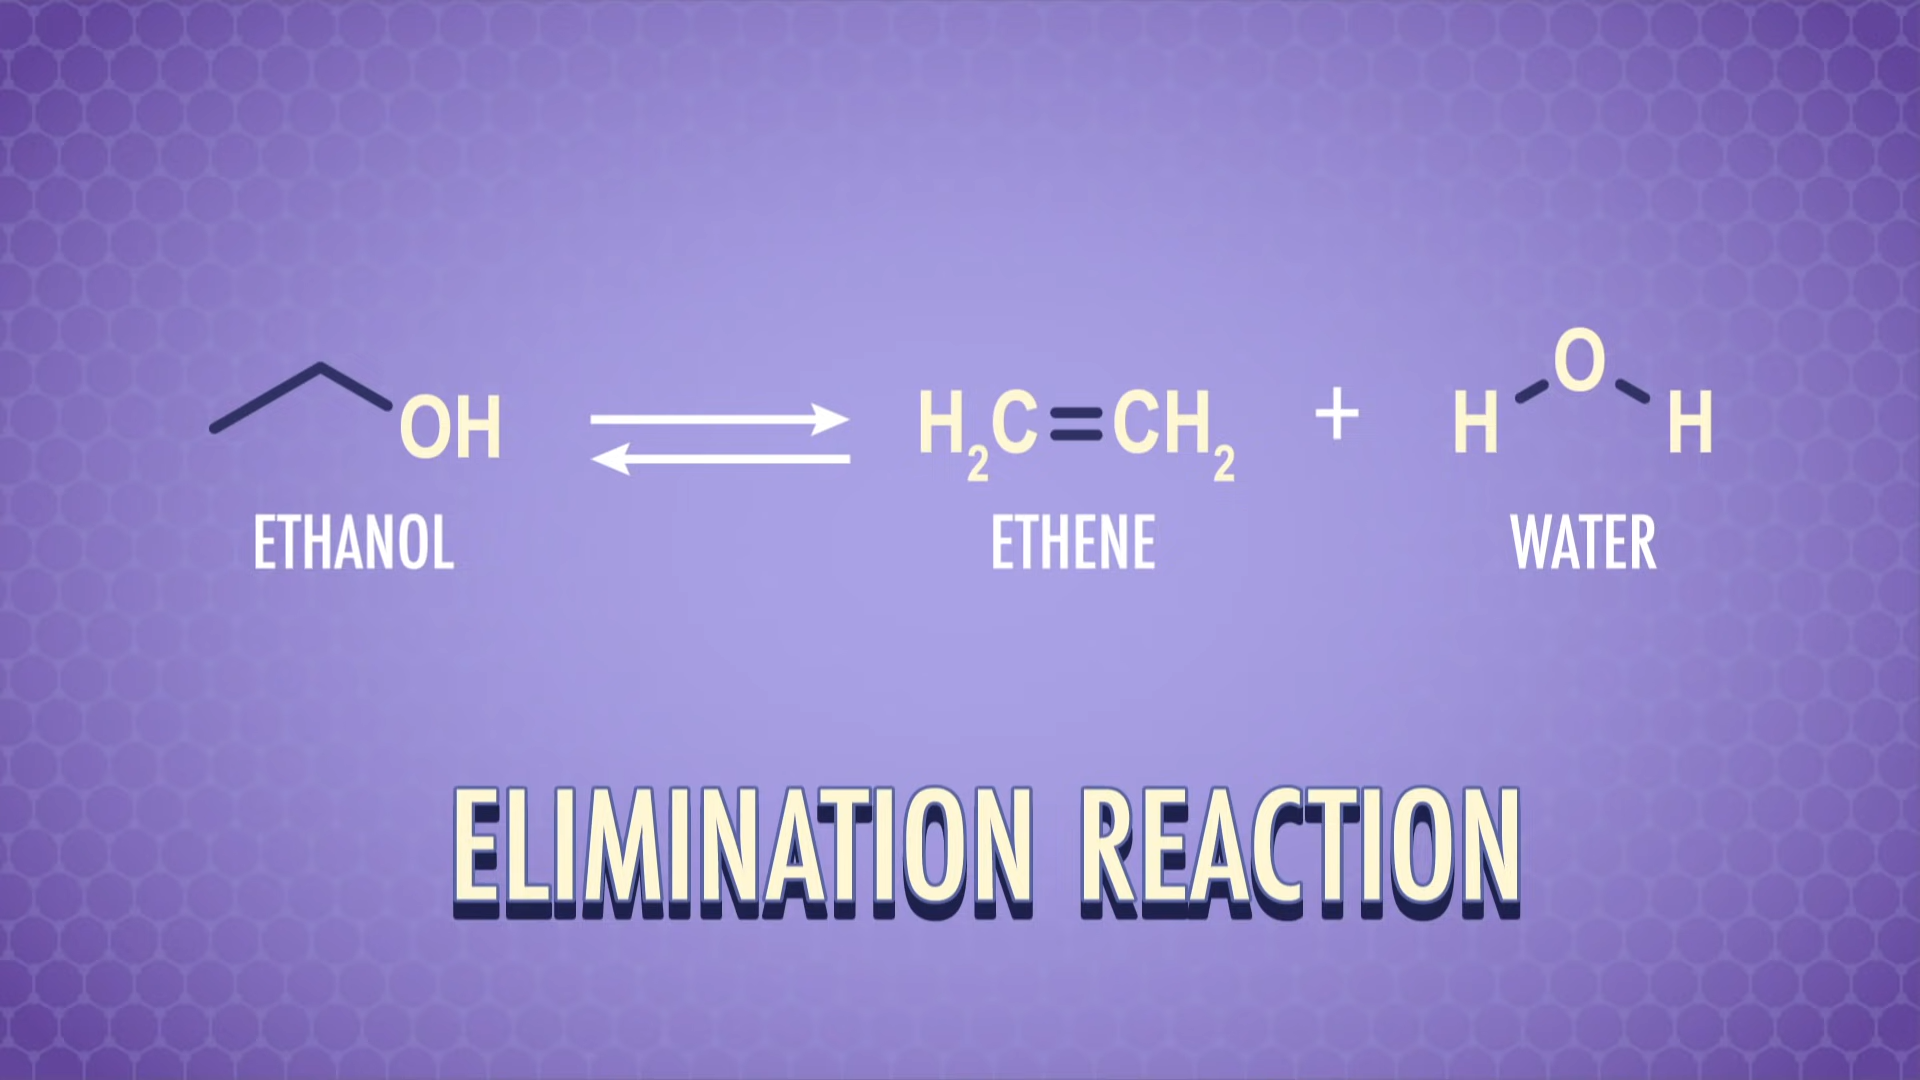 OH
H₂C=CH₂ + H O H
ETHANOL ETHENE WATER
ELIMINATION REACTION